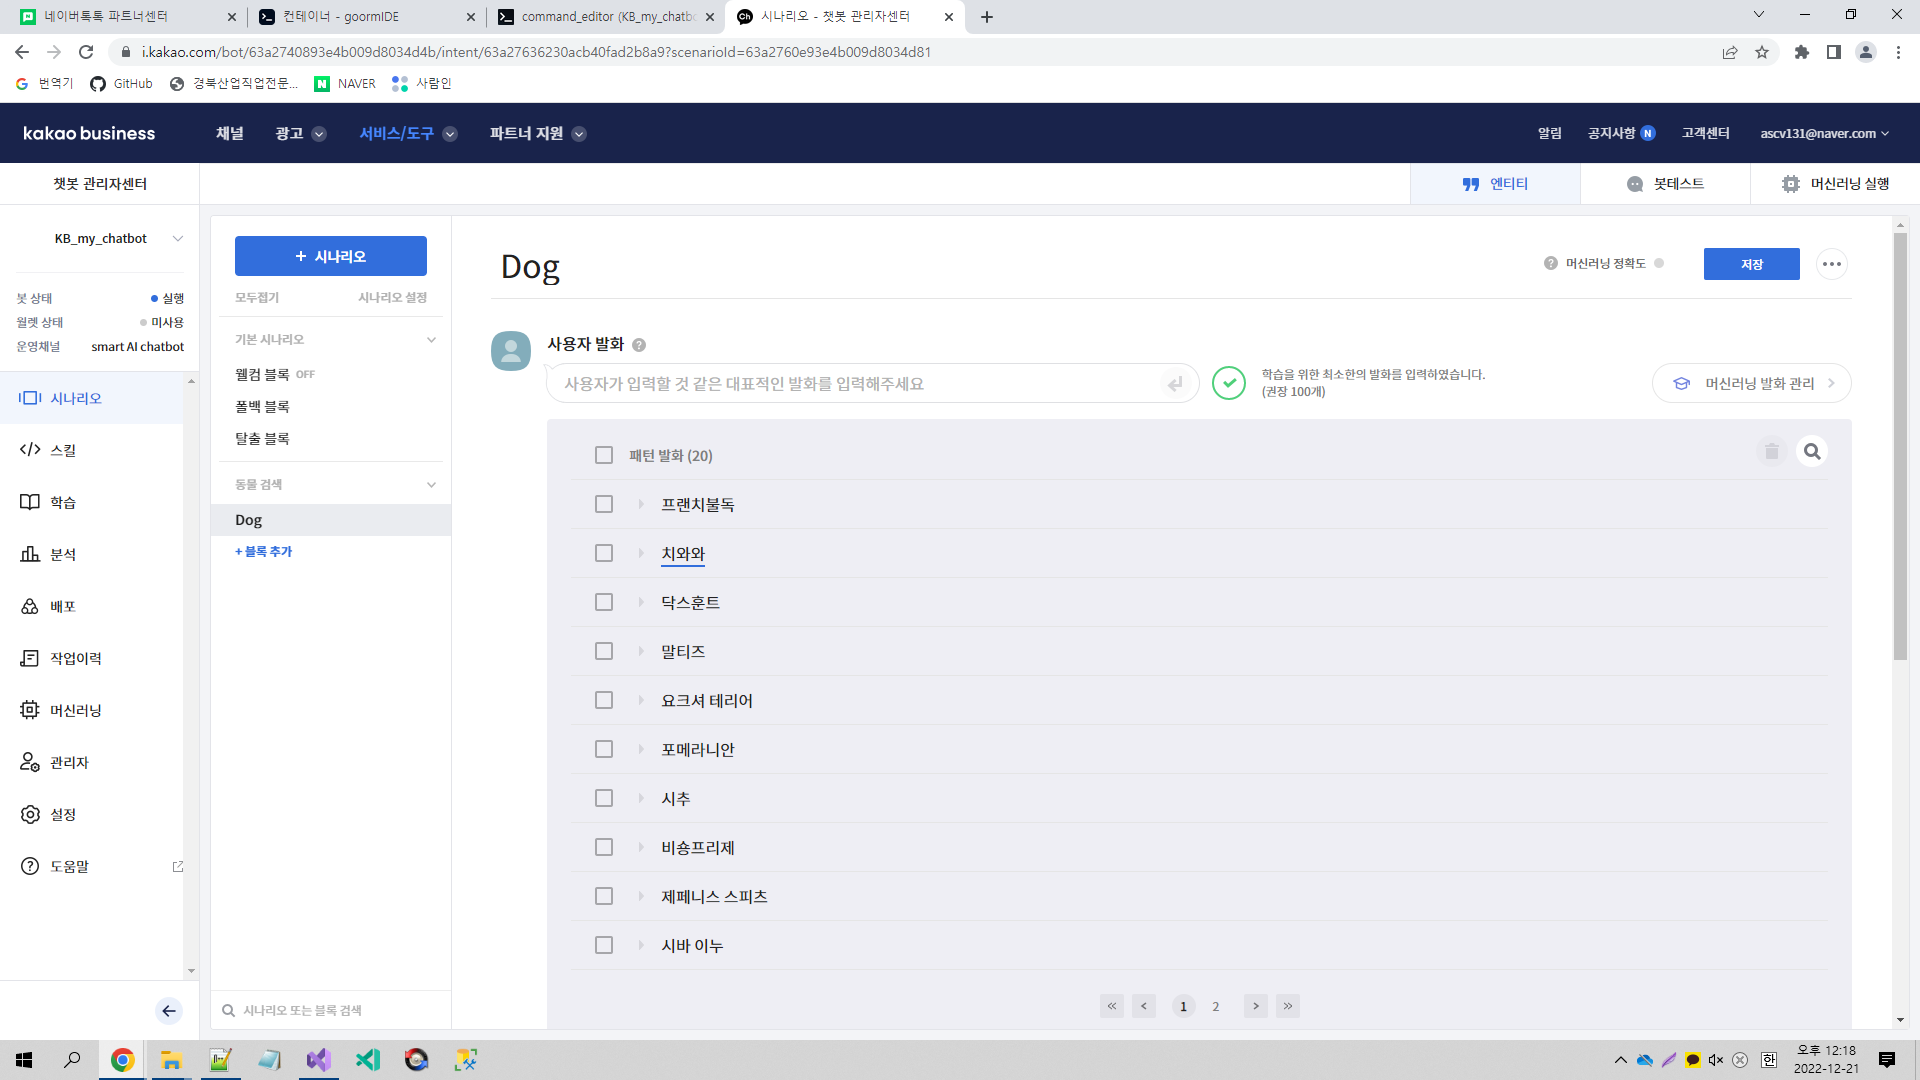 네이버톡톡 파트너센터
컨테이너 - goormIDE
command_editor (KB_my_chatb
시나리오 - 챗봇 관리자센터
i.kakao.com/bot/63a2740893e4b009d8034d4b/intent/63a27636230acb40fad2b8a9?scenarioId=63a2760e93e4b009d8034d81
번역기
GitHub
경북산업직업전문...
NAVER
사람인
kakao business
채널
광고
서비스/도구
파트너 지원
알림
공지사항 N
고객센터
ascv131@naver.com
챗봇 관리자센터
엔티티
봇테스트
머신러닝 실행
KB_my_chatbot
봇 상태 실행
월렛 상태 미사용
운영채널 smart AI chatbot
시나리오
스킬
학습
분석
배포
작업이력
머신러닝
관리자
설정
도움말
+ 시나리오
모두접기 시나리오 설정
기본 시나리오
웰컴 블록 OFF
폴백 블록
탈출 블록
동물 검색
Dog
+ 블록 추가
시나리오 또는 블록 검색
Dog
? 머신러닝 정확도
저장
사용자 발화 ?
사용자가 입력할 것 같은 대표적인 발화를 입력해주세요
학습을 위한 최소한의 발화를 입력하였습니다.
(권장 100개)
머신러닝 발화 관리
패턴 발화 (20)
프랜치불독
치와와
닥스훈트
말티즈
요크셔 테리어
포메라니안
시추
비숑프리제
제페니스 스피츠
시바 이누
« < 1 2 > »
한
오후 12:18
2022-12-21